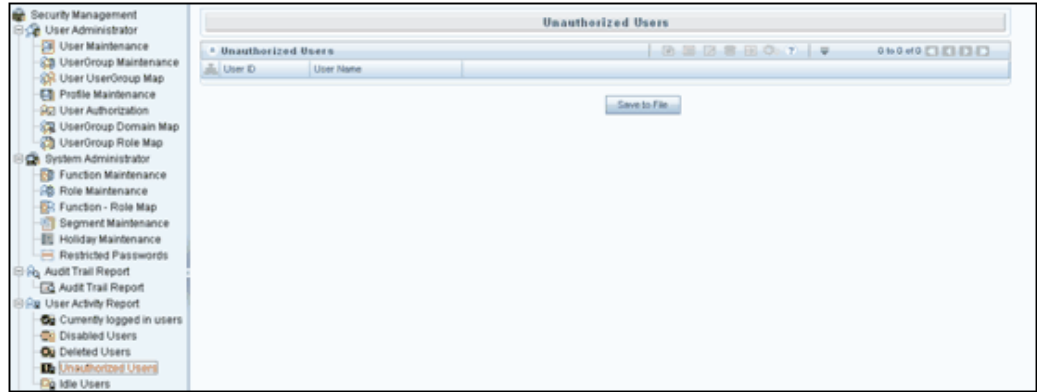 Security Management
User Administrator
User Maintenance
UserGroup Maintenance
User UserGroup Map
Profile Maintenance
User Authorization
UserGroup Domain Map
UserGroup Role Map
System Administrator
Function Maintenance
Role Maintenance
Function - Role Map
Segment Maintenance
Holiday Maintenance
Restricted Passwords
Audit Trail Report
Audit Trail Report
User Activity Report
Currently logged in users
Disabled Users
Deleted Users
Unauthorized Users
Idle Users
Unauthorized Users
Unauthorized Users ? 0 to 0 of 0
User ID User Name
Save to File